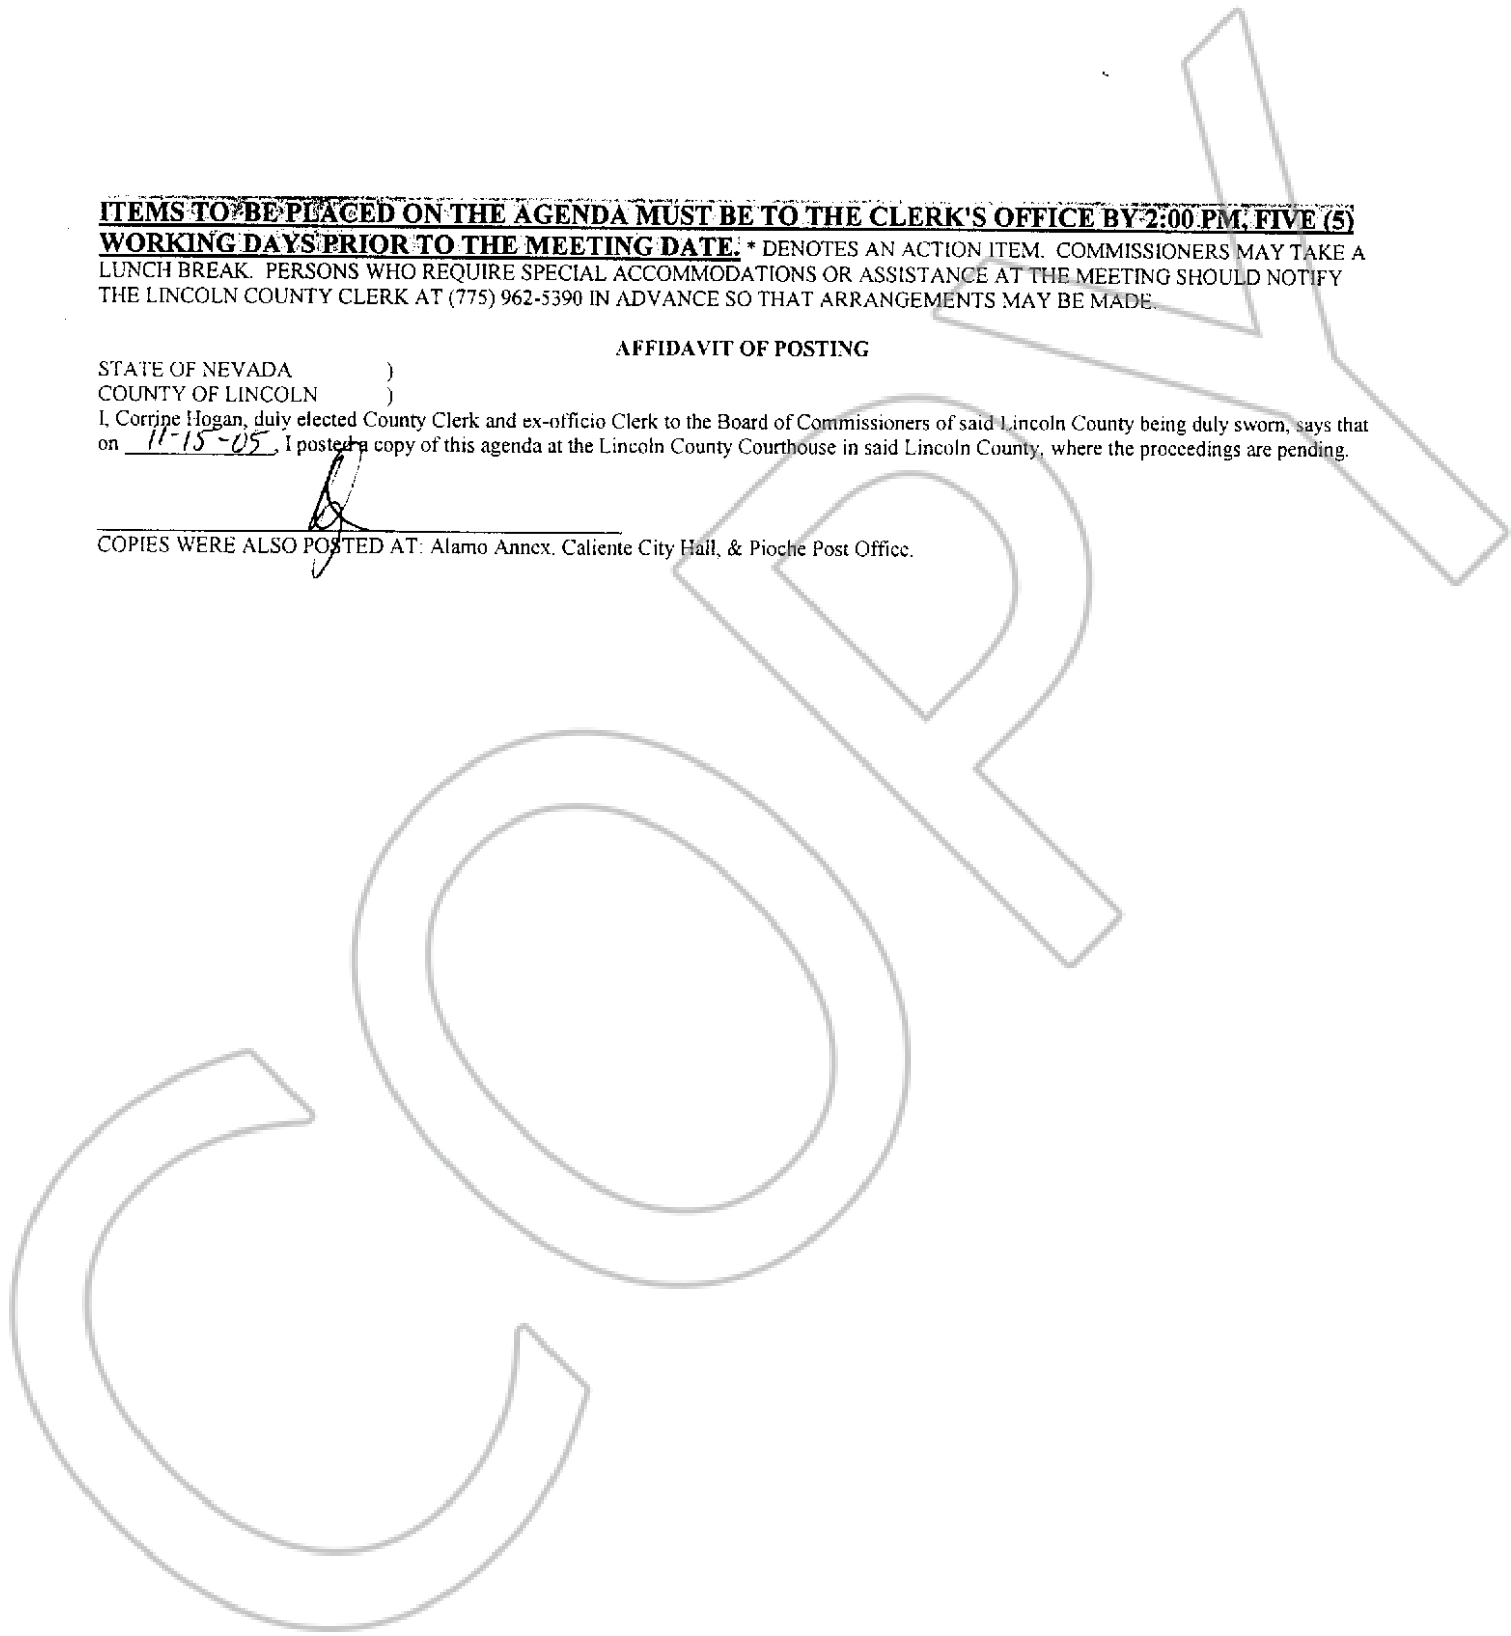 ITEMS TO BE PLACED ON THE AGENDA MUST BE TO THE CLERK'S OFFICE BY 2:00 PM, FIVE (5)
WORKING DAYS PRIOR TO THE MEETING DATE. * DENOTES AN ACTION ITEM. COMMISSIONERS MAY TAKE A
LUNCH BREAK. PERSONS WHO REQUIRE SPECIAL ACCOMMODATIONS OR ASSISTANCE AT THE MEETING SHOULD NOTIFY
THE LINCOLN COUNTY CLERK AT (775) 962-5390 IN ADVANCE SO THAT ARRANGEMENTS MAY BE MADE.
AFFIDAVIT OF POSTING
STATE OF NEVADA )
COUNTY OF LINCOLN )
I, Corrine Hogan, duly elected County Clerk and ex-officio Clerk to the Board of Commissioners of said Lincoln County being duly sworn, says that
on 11-15-05, I posted a copy of this agenda at the Lincoln County Courthouse in said Lincoln County, where the proceedings are pending.
COPIES WERE ALSO POSTED AT: Alamo Annex. Caliente City Hall, & Pioche Post Office.
COPY